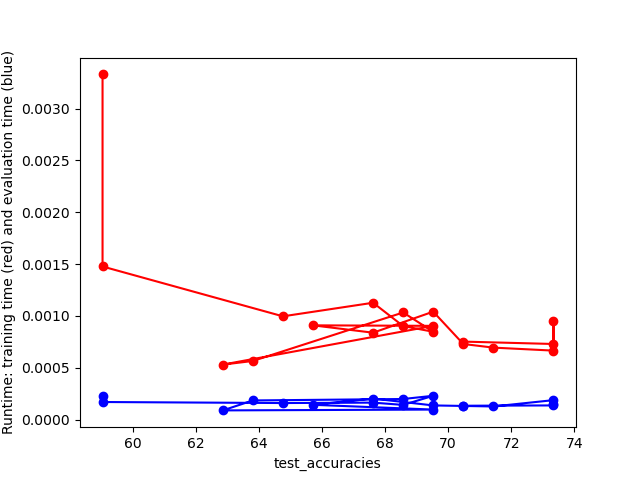 Runtime: training time (red) and evaluation time (blue)
0.0030
0.0025
0.0020
0.0015
0.0010
0.0005
0.0000
60 62 64 66 68 70 72 74
test_accuracies